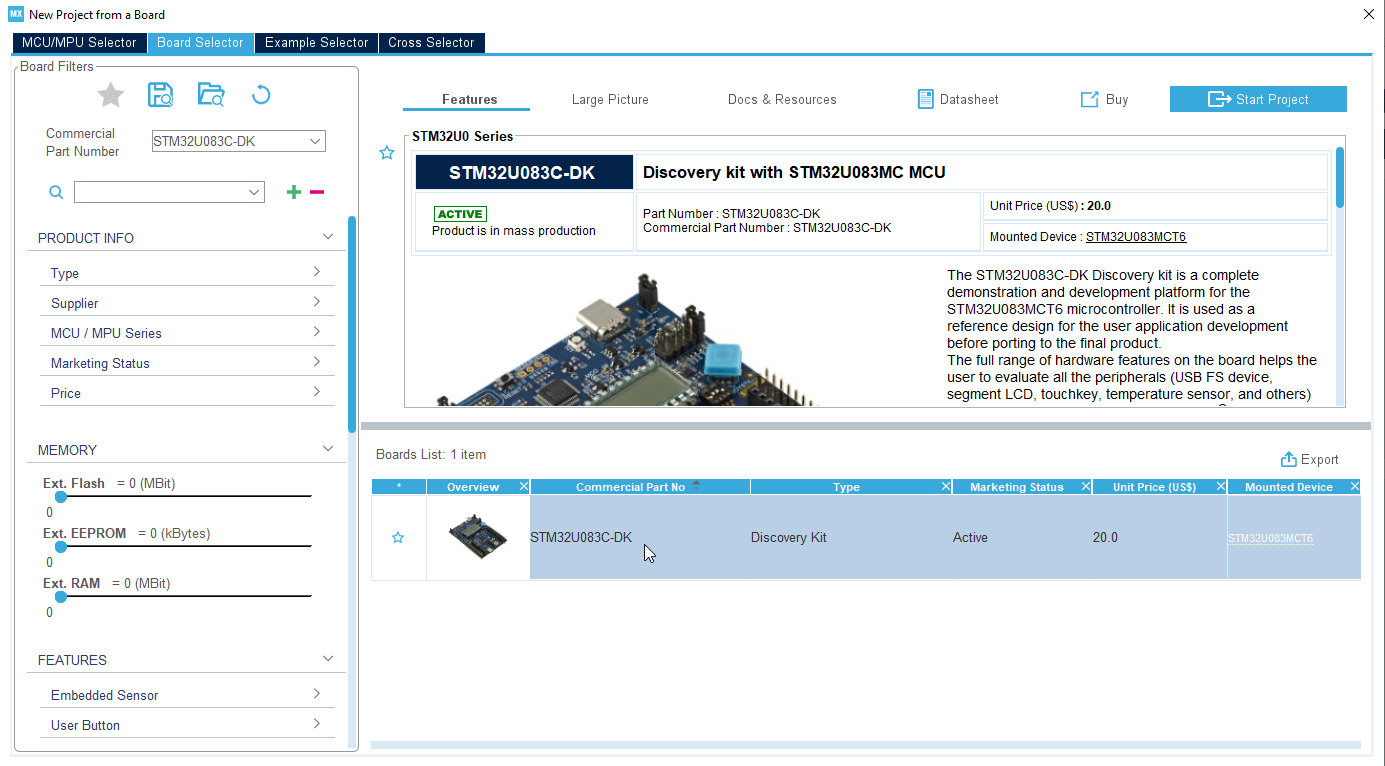 MX New Project from a Board
MCU/MPU Selector Board Selector Example Selector Cross Selector
Board Filters
Commercial
Part Number
STM32U083C-DK
PRODUCT INFO
Type
Supplier
MCU / MPU Series
Marketing Status
Price
MEMORY
Ext. Flash = 0 (MBit)
0
Ext. EEPROM = 0 (kBytes)
0
Ext. RAM = 0 (MBit)
0
FEATURES
Embedded Sensor
User Button
Features Large Picture Docs & Resources Datasheet Buy Start Project
STM32U0 Series
STM32U083C-DK
Discovery kit with STM32U083MC MCU
ACTIVE
Product is in mass production
Part Number : STM32U083C-DK
Commercial Part Number : STM32U083C-DK
Unit Price (US$) : 20.0
Mounted Device : STM32U083MCT6
The STM32U083C-DK Discovery kit is a complete
demonstration and development platform for the
STM32U083MCT6 microcontroller. It is used as a
reference design for the user application development
before porting to the final product.
The full range of hardware features on the board helps the
user to evaluate all the peripherals (USB FS device,
segment LCD, touchkey, temperature sensor, and others)
Boards List: 1 item
Export
* Overview Commercial Part No Type Marketing Status Unit Price (US$) Mounted Device
STM32U083C-DK Discovery Kit Active 20.0 STM32U083MCT6